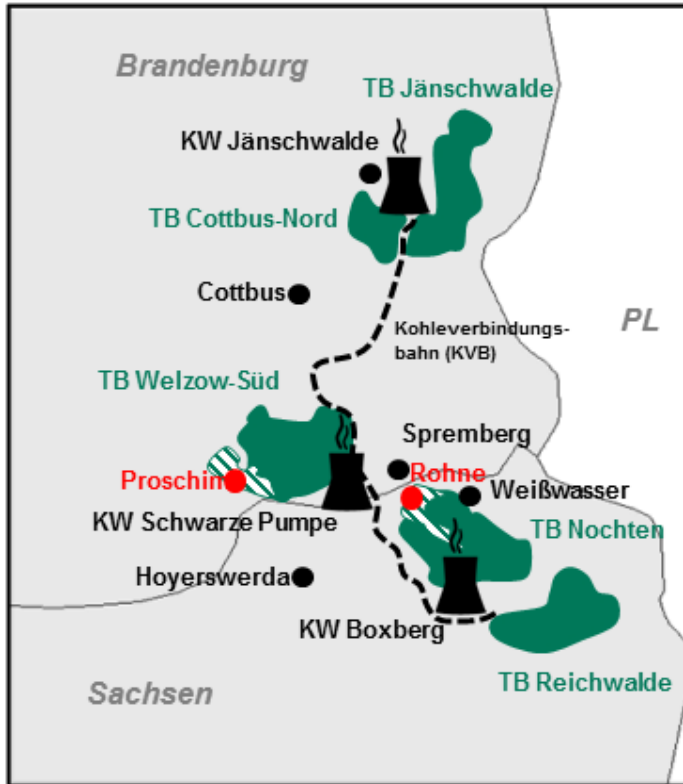 Brandenburg
TB Jänschwalde
KW Jänschwalde
TB Cottbus-Nord
Cottbus
PL
Kohleverbindungs-
bahn (KVB)
TB Welzow-Süd
Spremberg
Proschim
Rohne
Weißwasser
KW Schwarze Pumpe
TB Nochten
Hoyerswerda
KW Boxberg
TB Reichwalde
Sachsen